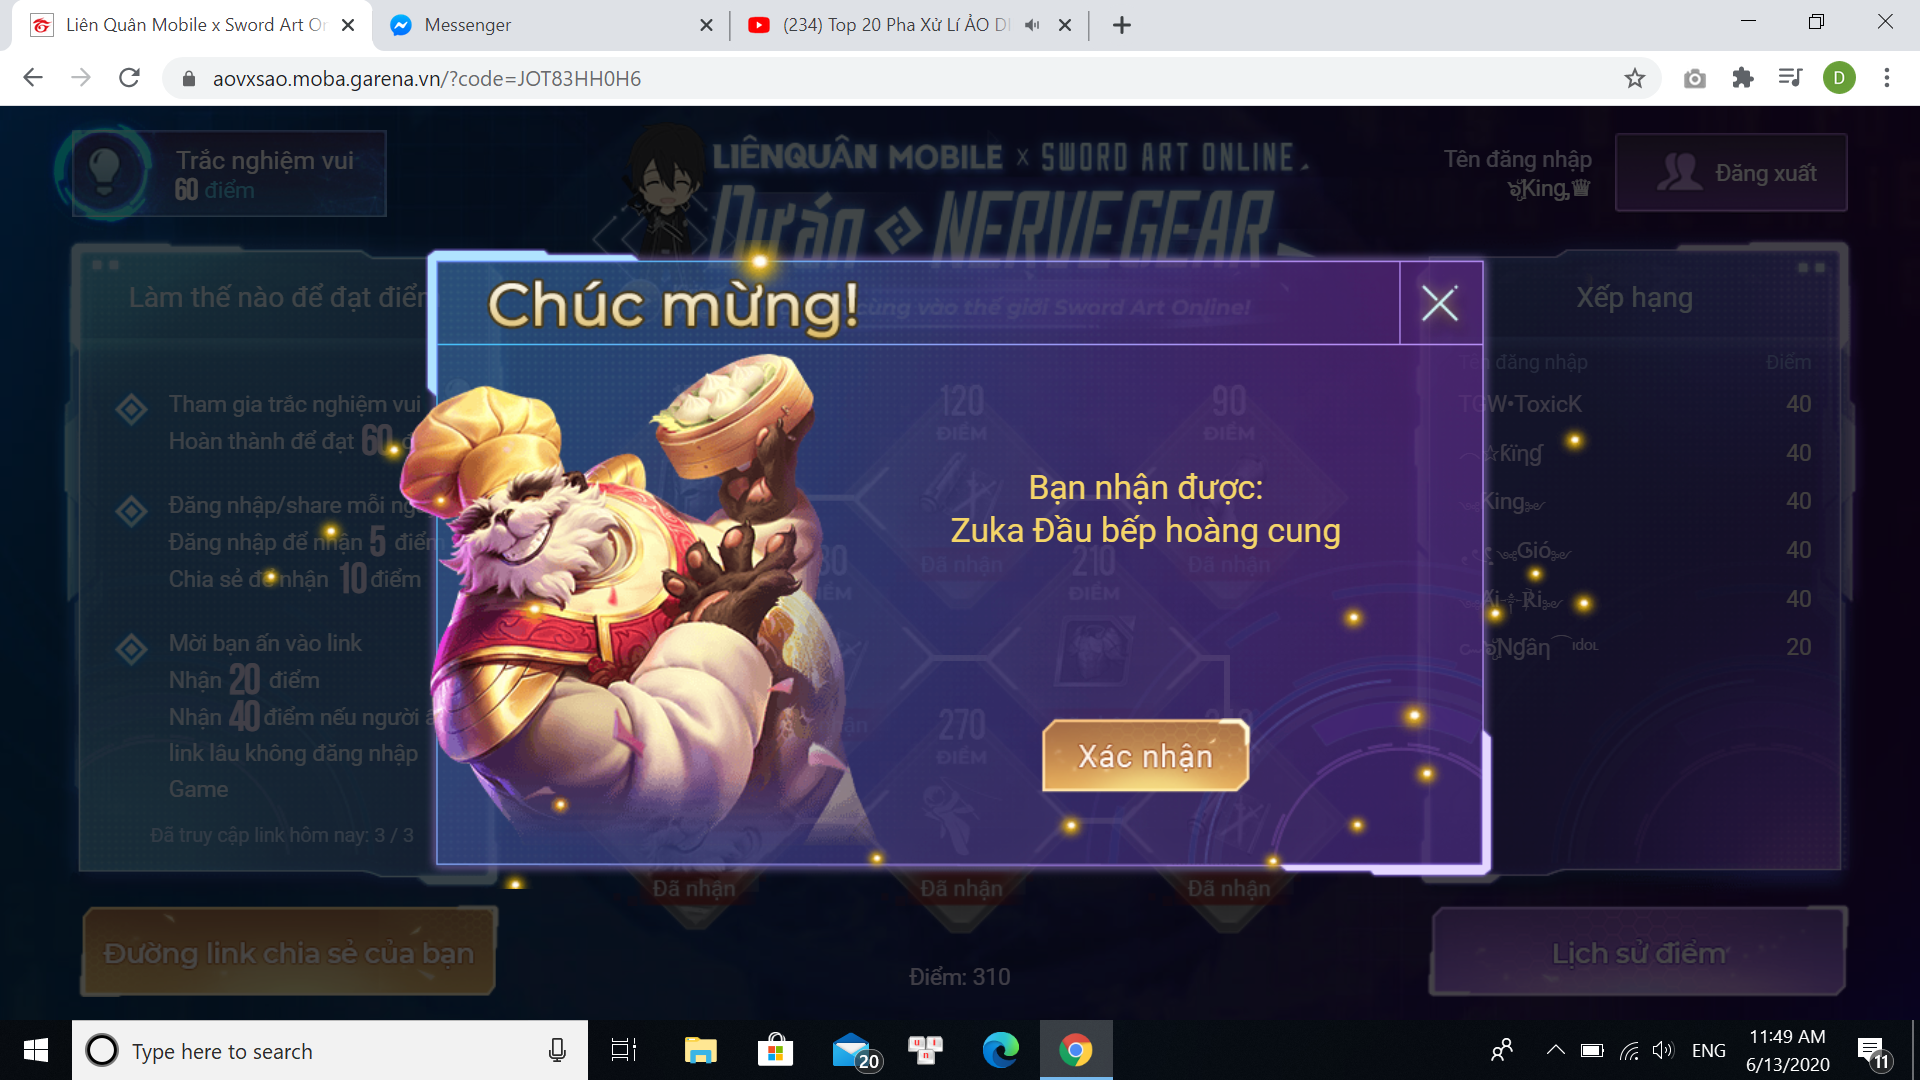 Liên Quân Mobile x Sword Art On
Messenger
(234) Top 20 Pha Xử Lí ẢO DI
aovxsao.moba.garena.vn/?code=JOT83HH0H6
D
Trắc nghiệm vui
60 điểm
LIÊNQUÂN MOBILE x SWORD ART ONLINE
Dự án NERVEGEAR
Tên đăng nhập
King
Đăng xuất
Làm thế nào để đạt điểm
Chúc mừng!
cùng vào thế giới Sword Art Online!
Xếp hạng
Tên đăng nhập Điểm
Tham gia trắc nghiệm vui
Hoàn thành để đạt 60
Đăng nhập/share mỗi
Đăng nhập để nhận 5 điểm
Chia sẻ để nhận 10 điểm
Mời bạn ấn vào link
Nhận 20 điểm
Nhận 40 điểm nếu người
link lâu không đăng nhập
Game
Đã truy cập link hôm nay: 3 / 3
120
ĐIỂM
90
ĐIỂM
Đã nhận
Đã nhận
210
ĐIỂM
270
ĐIỂM
Bạn nhận được:
Zuka Đầu bếp hoàng cung
Xác nhận
TGW•ToxicK 40
40
King 40
Gió 40
40
20
Đã nhận
Đã nhận
Đã nhận
Đường link chia sẻ của bạn
Điểm: 310
Lịch sử điểm
Type here to search
20
ENG
11:49 AM
6/13/2020
11